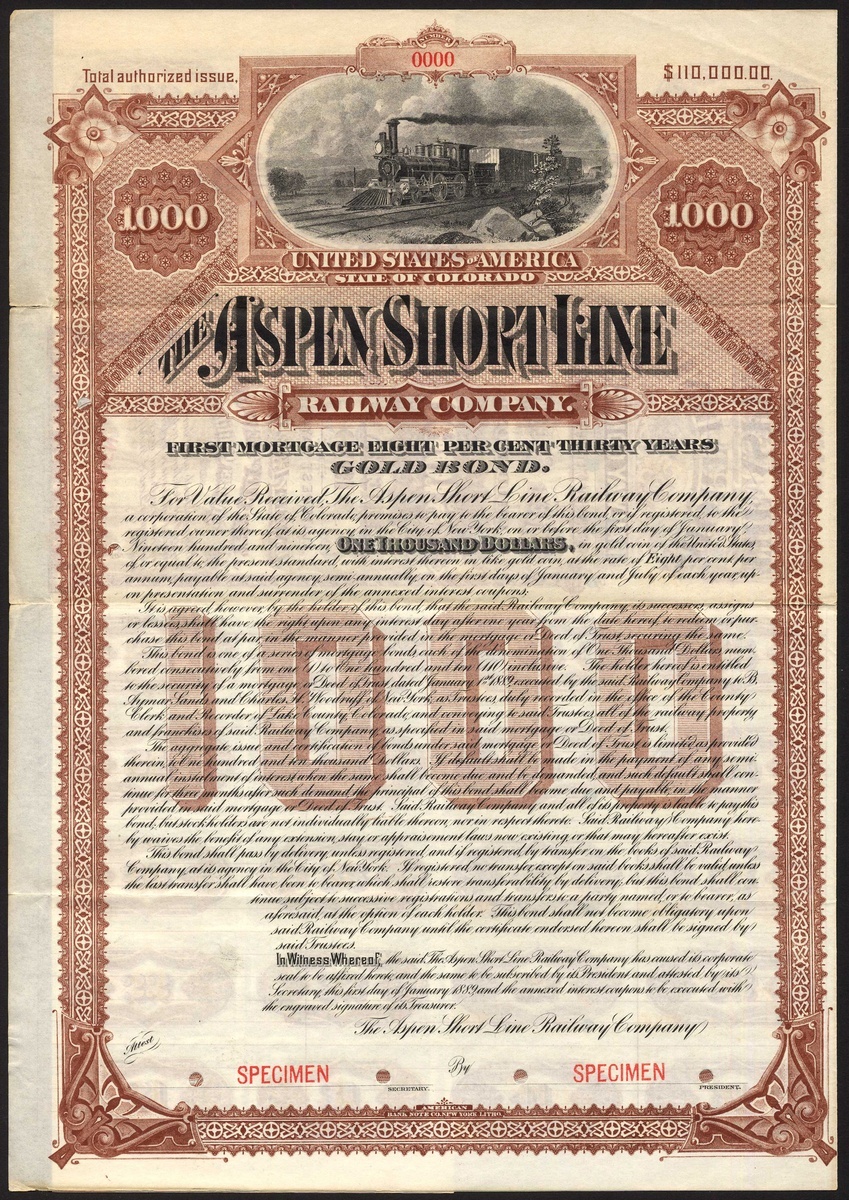 NUMBER
0000
Total authorized issue,
$110,000.00.
1000
1000
UNITED STATES OF AMERICA
STATE OF COLORADO
THE ASPEN SHORT LINE
RAILWAY COMPANY.
FIRST MORTGAGE EIGHT PER CENT THIRTY YEARS
GOLD BOND.
For Value Received, The Aspen Short Line Railway Company,
a corporation of the State of Colorado, promises to pay to the bearer of this bond, or if registered, to the
registered owner thereof, at its agency, in the City of New York, on or before the first day of January
Nineteen hundred and nineteen, ONE THOUSAND DOLLARS, in gold coin of the United States,
of or equal to the present standard, with interest thereon in like gold coin, at the rate of Eight per cent per
annum, payable at said agency, semi-annually, on the first days of January and July of each year, up-
on presentation and surrender of the annexed interest coupons;
It is agreed, however, by the holder of this bond, that the said Railway Company, its successors, assigns
or lessees, shall have the right upon any interest day after one year from the date hereof to redeem or pur-
chase this bond at par, in the manner provided in the mortgage or Deed of Trust, securing the same.
This bond is one of a series of mortgage bonds each of the denomination of One Thousand Dollars num-
bered consecutively from one (1) to One hundred and ten (110) inclusive. The holder hereof is entitled
to the security of a mortgage or Deed of Trust dated January 1st 1889, executed by the said Railway Company to B.
Aymar Sands and Charles H. Woodruff of New York, as Trustees, duly recorded in the office of the County
Clerk and Recorder of Lake County, Colorado, and conveying to said Trustees, all of the railway property
and franchises of said Railway Company, as specified in said mortgage or Deed of Trust.
The aggregate issue and certification of bonds under said mortgage or Deed of Trust is limited, as provided
therein, to One hundred and ten thousand Dollars. If default shall be made in the payment of any semi-
annual instalment of interest when the same shall become due and be demanded, and such default shall con-
tinue for three months after such demand, the principal of this bond shall become due and payable, in the manner
provided in said mortgage or Deed of Trust. Said Railway Company and all of its property is liable to pay this
bond, but stockholders are not individually liable thereon, nor in respect thereto. Said Railway Company here-
by waives the benefit of any extension, stay or appraisement laws now existing, or that may hereafter exist.
This bond shall pass by delivery, unless registered, and if registered, by transfer on the books of said Railway
Company, at its agency in the City of New York. If registered, no transfer, except on said books shall be valid, unless
the last transfer shall have been to bearer, which shall restore transferability by delivery, but this bond shall con-
tinue subject to successive registrations and transfers to a party named, or to bearer, as
aforesaid, at the option of each holder. This bond shall not become obligatory upon
said Railway Company until the certificate endorsed hereon shall be signed by
said Trustees.
In Witness Whereof, the said The Aspen Short Line Railway Company has caused its corporate
seal to be affixed hereto, and the same to be subscribed by its President and attested by its
Secretary, this first day of January 1889, and the annexed interest coupons to be executed with
the engraved signature of its Treasurer.
The Aspen Short Line Railway Company
1000
Attest
SPECIMEN
SECRETARY.
By
SPECIMEN
PRESIDENT.
AMERICAN
BANK NOTE CO. NEW YORK LITHO.